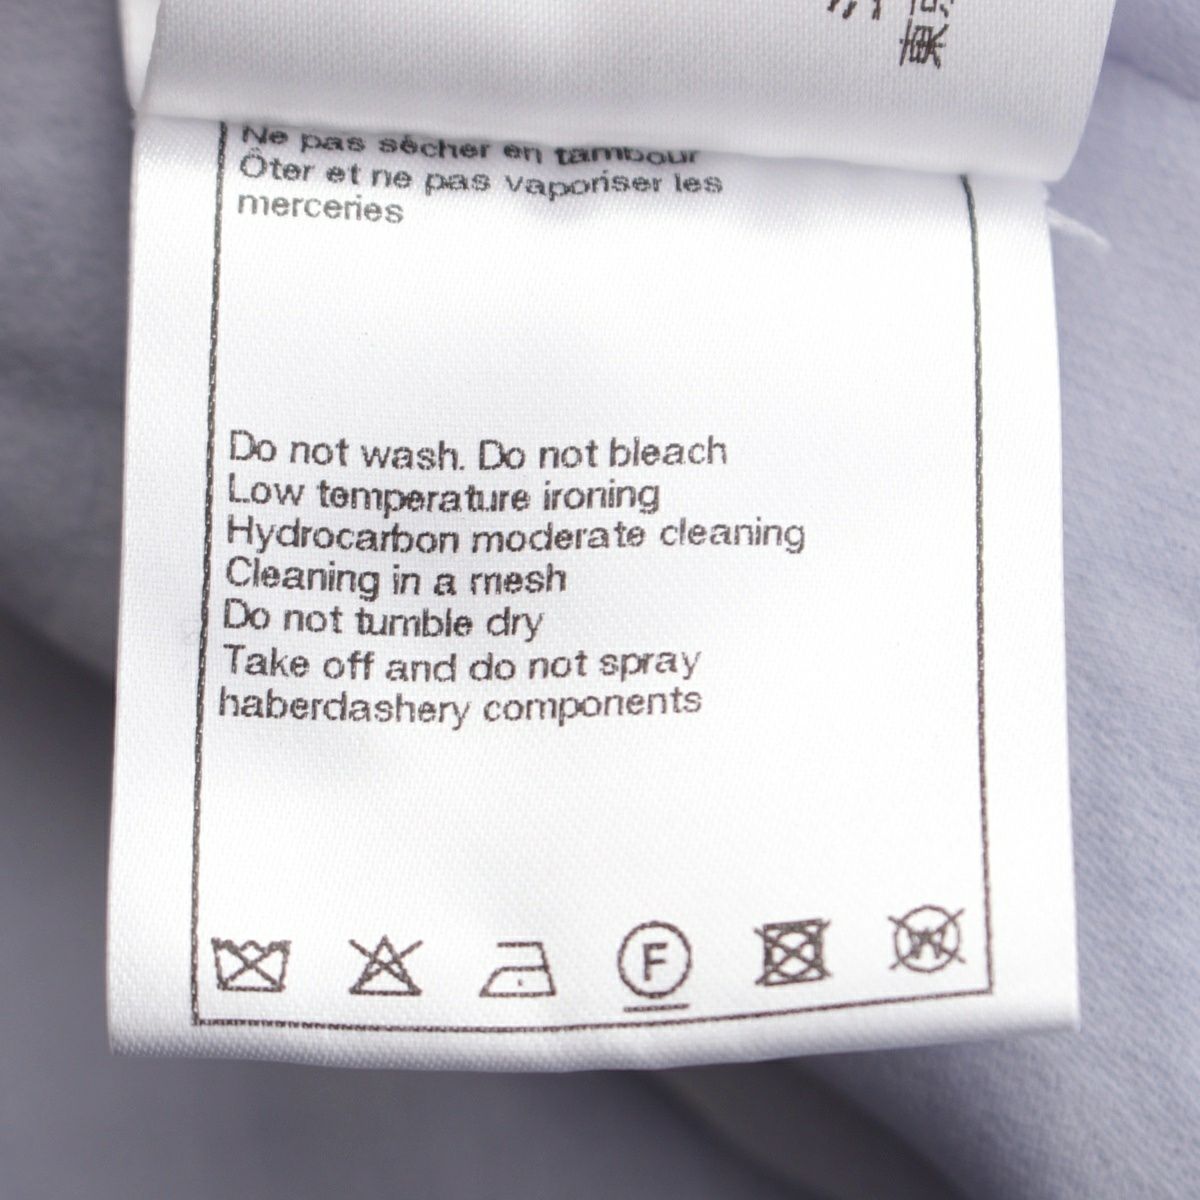 Ne pas sécher en tambour
Ôter et ne pas vaporiser les
merceries
Do not wash. Do not bleach
Low temperature ironing
Hydrocarbon moderate cleaning
Cleaning in a mesh
Do not tumble dry
Take off and do not spray
haberdashery components
F
W